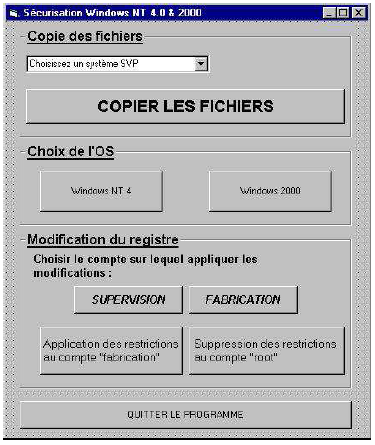 Sécurisation Windows NT 4.0 & 2000
Copie des fichiers
Choisissez un système SVP
COPIER LES FICHIERS
Choix de l'OS
Windows NT 4
Windows 2000
Modification du registre
Choisir le compte sur lequel appliquer les
modifications :
SUPERVISION
FABRICATION
Application des restrictions
au compte "fabrication"
Suppression des restrictions
au compte "root"
QUITTER LE PROGRAMME